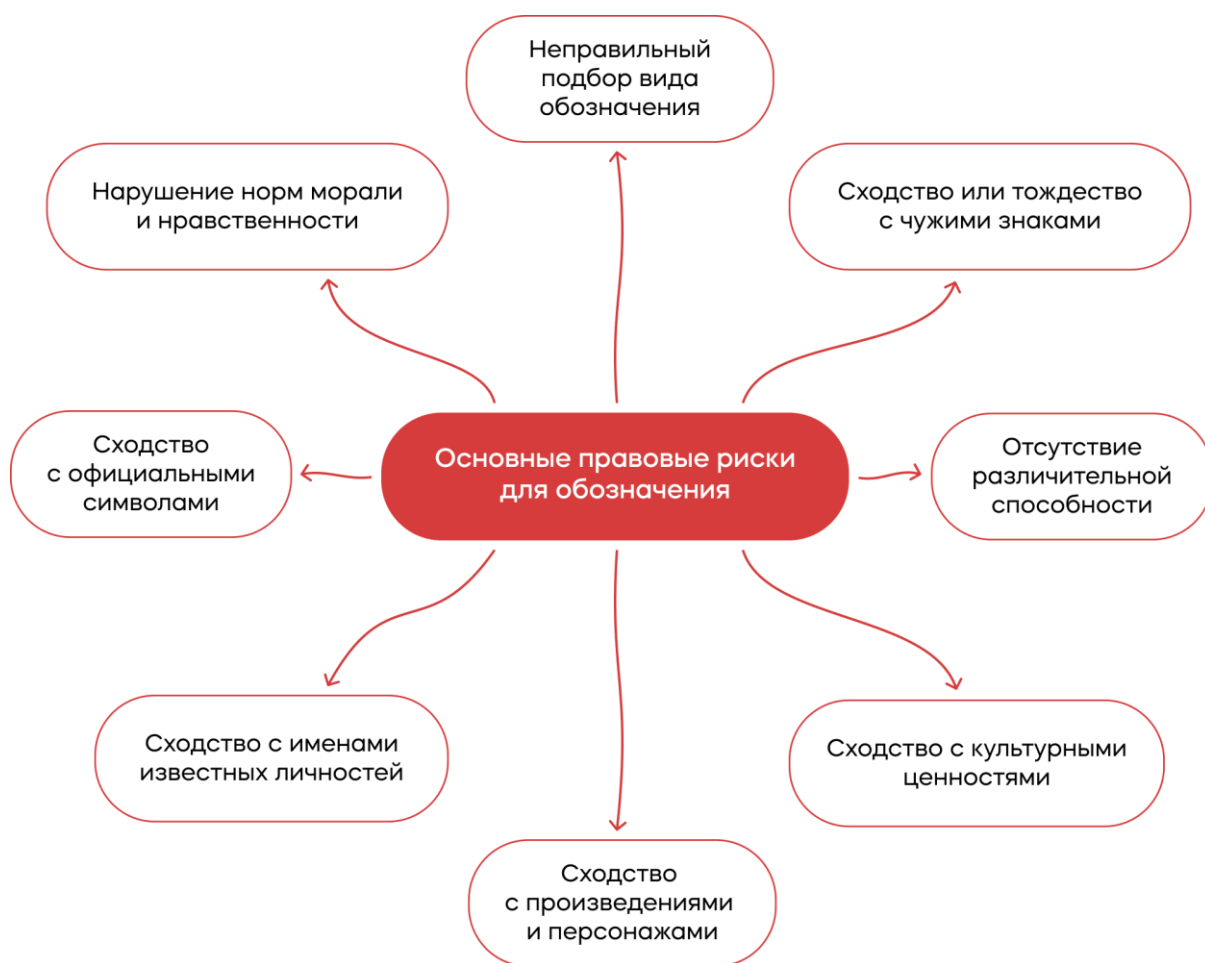 Неправильный
подбор вида
обозначения
Нарушение норм морали
и нравственности
Сходство или тождество
с чужими знаками
Сходство
с официальными
символами
Основные правовые риски
для обозначения
Отсутствие
различительной
способности
Сходство с именами
известных личностей
Сходство с культурными
ценностями
Сходство
с произведениями
и персонажами